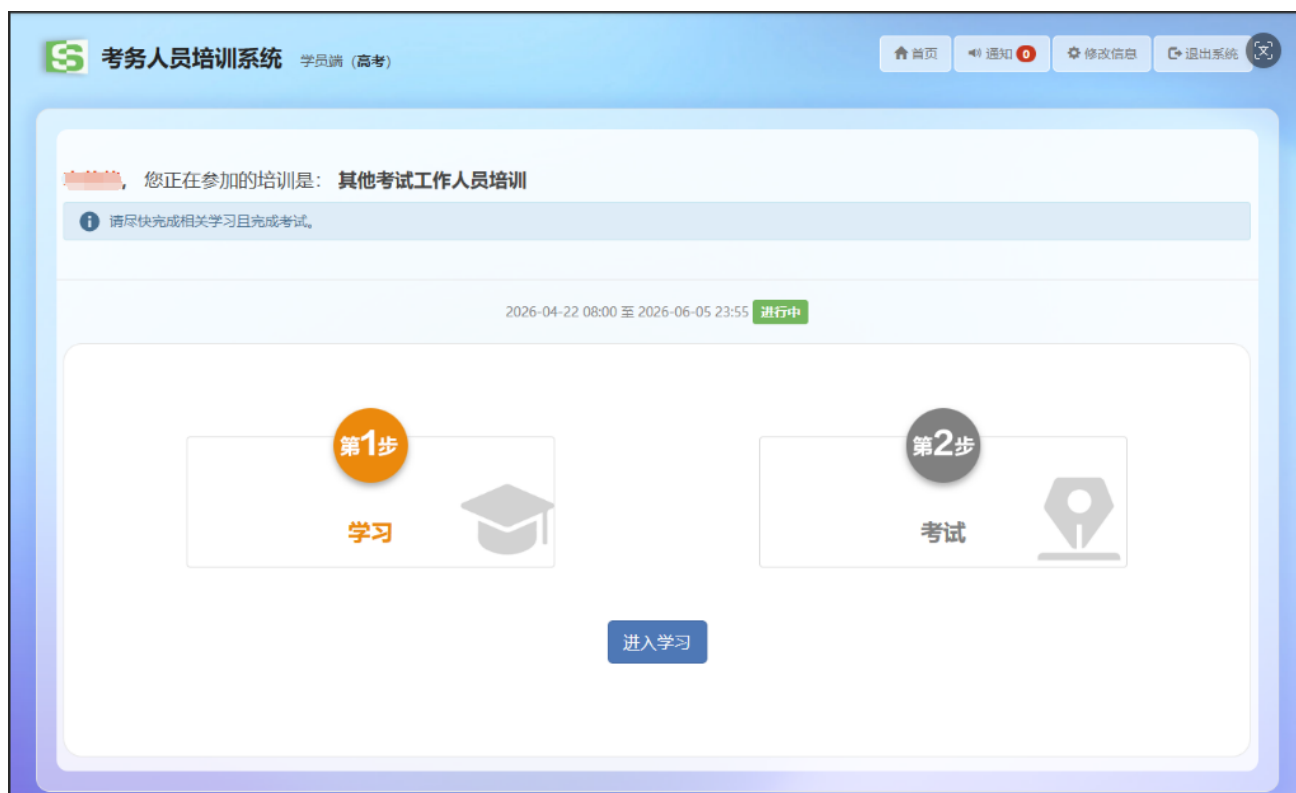 考务人员培训系统 学员端 (高考)
首页 通知 0 修改信息 退出系统
，您正在参加的培训是： 其他考试工作人员培训
请尽快完成相关学习且完成考试。
2026-04-22 08:00 至 2026-06-05 23:55 进行中
第1步
学习
第2步
考试
进入学习